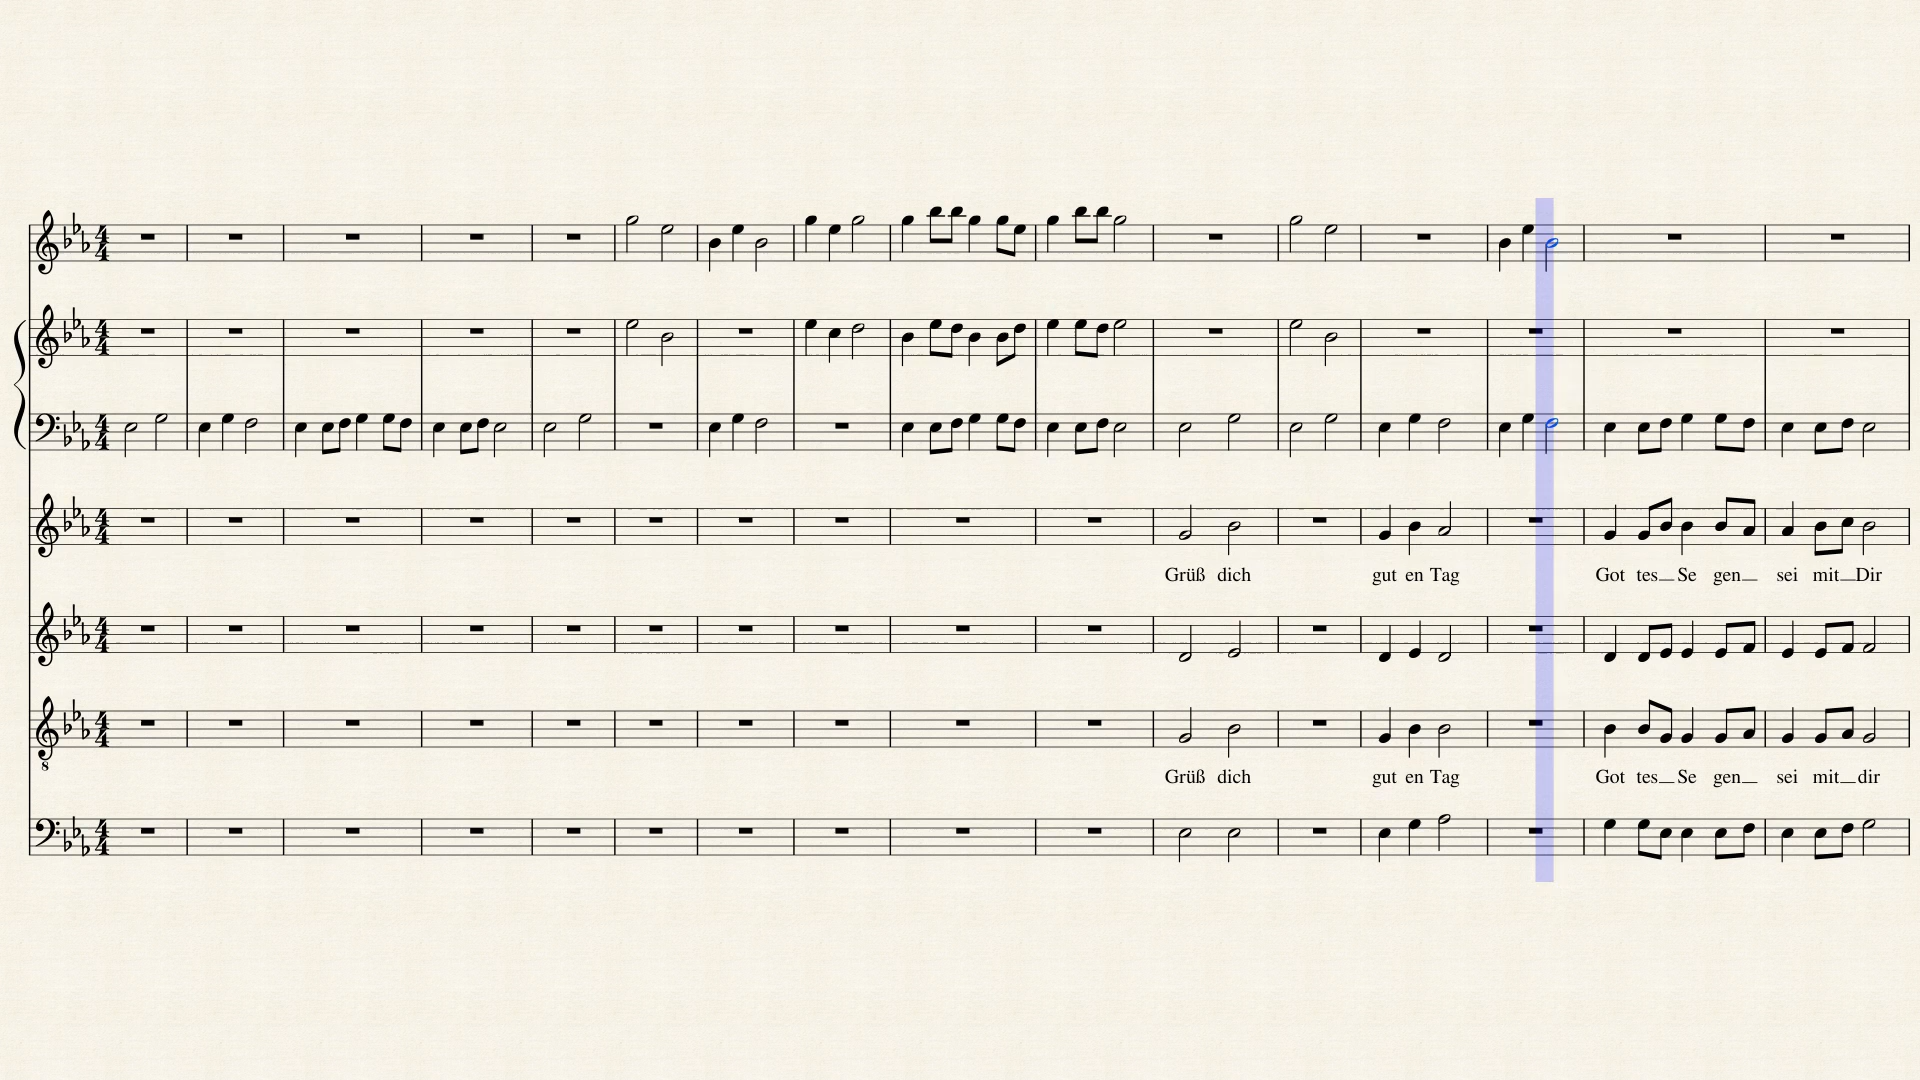 Grüß dich gut en Tag Got tes Se gen sei mit Dir
Grüß dich gut en Tag Got tes Se gen sei mit dir